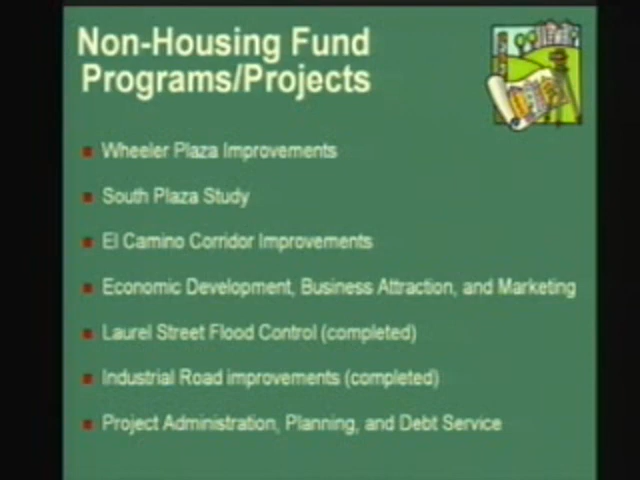 Non-Housing Fund
Programs/Projects
Wheeler Plaza Improvements
South Plaza Study
El Camino Corridor Improvements
Economic Development, Business Attraction, and Marketing
Laurel Street Flood Control (completed)
Industrial Road improvements (completed)
Project Administration, Planning, and Debt Service